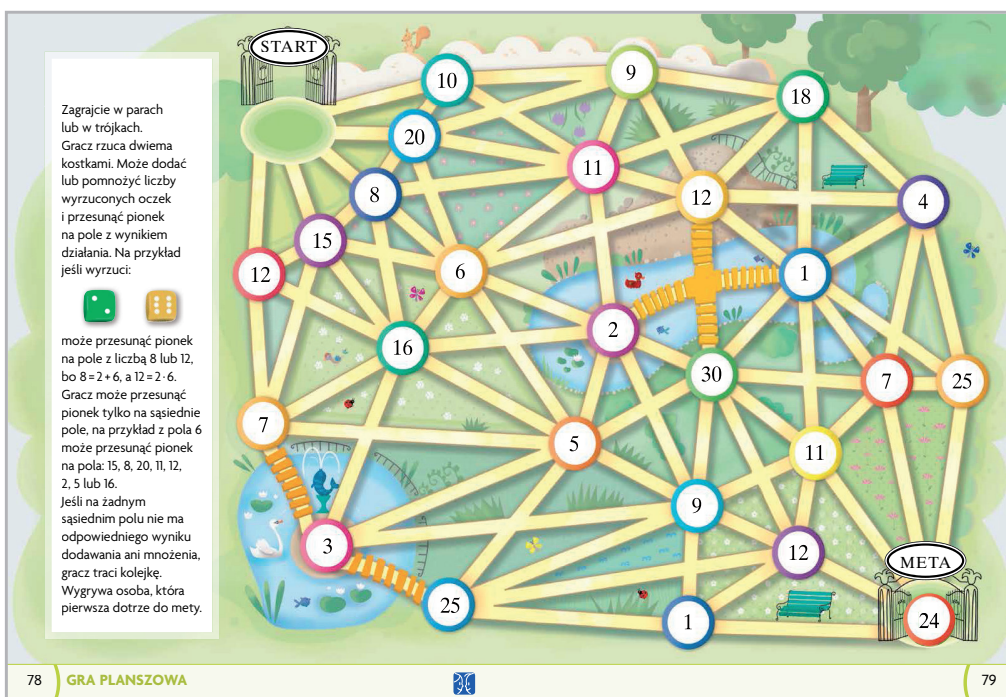 START
Zagrajcie w parach
lub w trójkach.
Gracz rzuca dwiema
kostkami. Może dodać
lub pomnożyć liczby
wyrzuconych oczek
i przesunąć pionek
na pole z wynikiem
działania. Na przykład
jeśli wyrzuci:
może przesunąć pionek
na pole z liczbą 8 lub 12,
bo 8=2+6, a 12=2·6.
Gracz może przesunąć
pionek tylko na sąsiednie
pole, na przykład z pola 6
może przesunąć pionek
na pola: 15, 8, 20, 11, 12,
2, 5 lub 16.
Jeśli na żadnym
sąsiednim polu nie ma
odpowiedniego wyniku
dodawania ani mnożenia,
gracz traci kolejkę.
Wygrywa osoba, która
pierwsza dotrze do mety.
10
9
18
20
11
8
12
4
15
12
6
1
2
16
30
7
25
7
5
11
9
3
12
META
25
1
24
78
GRA PLANSZOWA
79